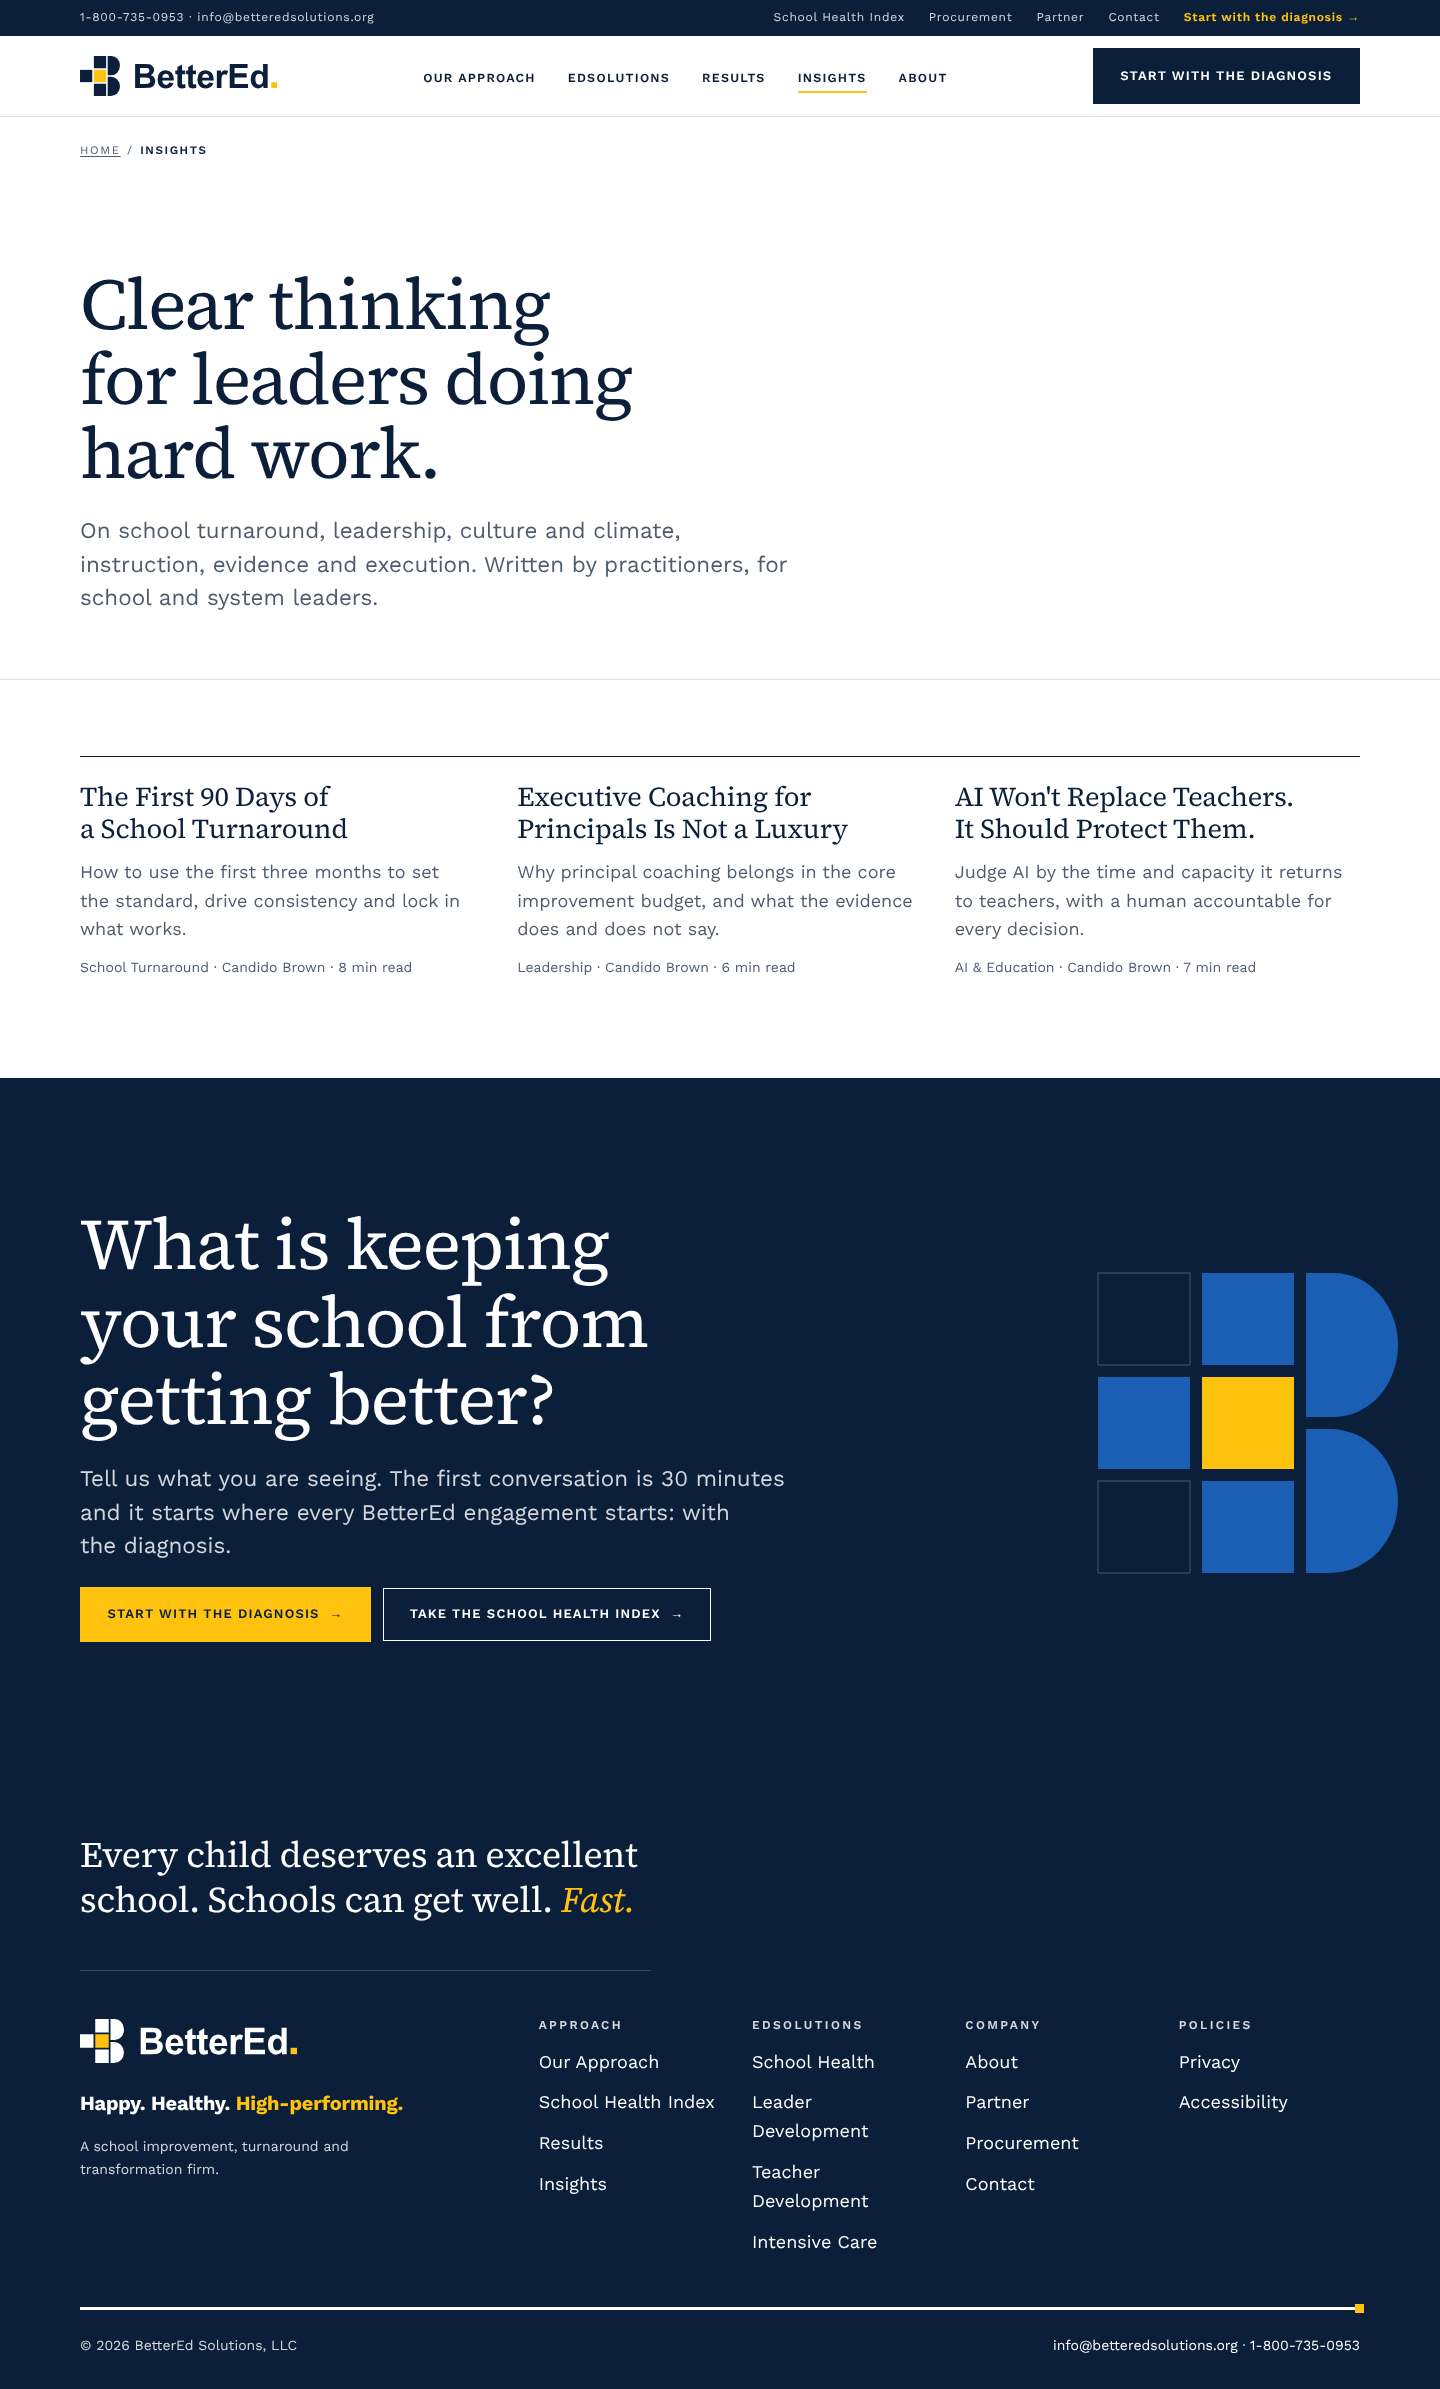 1-800-735-0953 · info@betteredsolutions.org
School Health Index Procurement Partner Contact Start with the diagnosis →
BetterEd.
OUR APPROACH EDSOLUTIONS RESULTS INSIGHTS ABOUT
START WITH THE DIAGNOSIS
HOME / INSIGHTS
Clear thinking
for leaders doing
hard work.
On school turnaround, leadership, culture and climate,
instruction, evidence and execution. Written by practitioners, for
school and system leaders.
The First 90 Days of
a School Turnaround
How to use the first three months to set
the standard, drive consistency and lock in
what works.
School Turnaround · Candido Brown · 8 min read
Executive Coaching for
Principals Is Not a Luxury
Why principal coaching belongs in the core
improvement budget, and what the evidence
does and does not say.
Leadership · Candido Brown · 6 min read
AI Won't Replace Teachers.
It Should Protect Them.
Judge AI by the time and capacity it returns
to teachers, with a human accountable for
every decision.
AI & Education · Candido Brown · 7 min read
What is keeping
your school from
getting better?
Tell us what you are seeing. The first conversation is 30 minutes
and it starts where every BetterEd engagement starts: with
the diagnosis.
START WITH THE DIAGNOSIS →
TAKE THE SCHOOL HEALTH INDEX →
Every child deserves an excellent
school. Schools can get well. Fast.
BetterEd.
Happy. Healthy. High-performing.
A school improvement, turnaround and
transformation firm.
APPROACH
Our Approach
School Health Index
Results
Insights
EDSOLUTIONS
School Health
Leader
Development
Teacher
Development
Intensive Care
COMPANY
About
Partner
Procurement
Contact
POLICIES
Privacy
Accessibility
© 2026 BetterEd Solutions, LLC
info@betteredsolutions.org · 1-800-735-0953